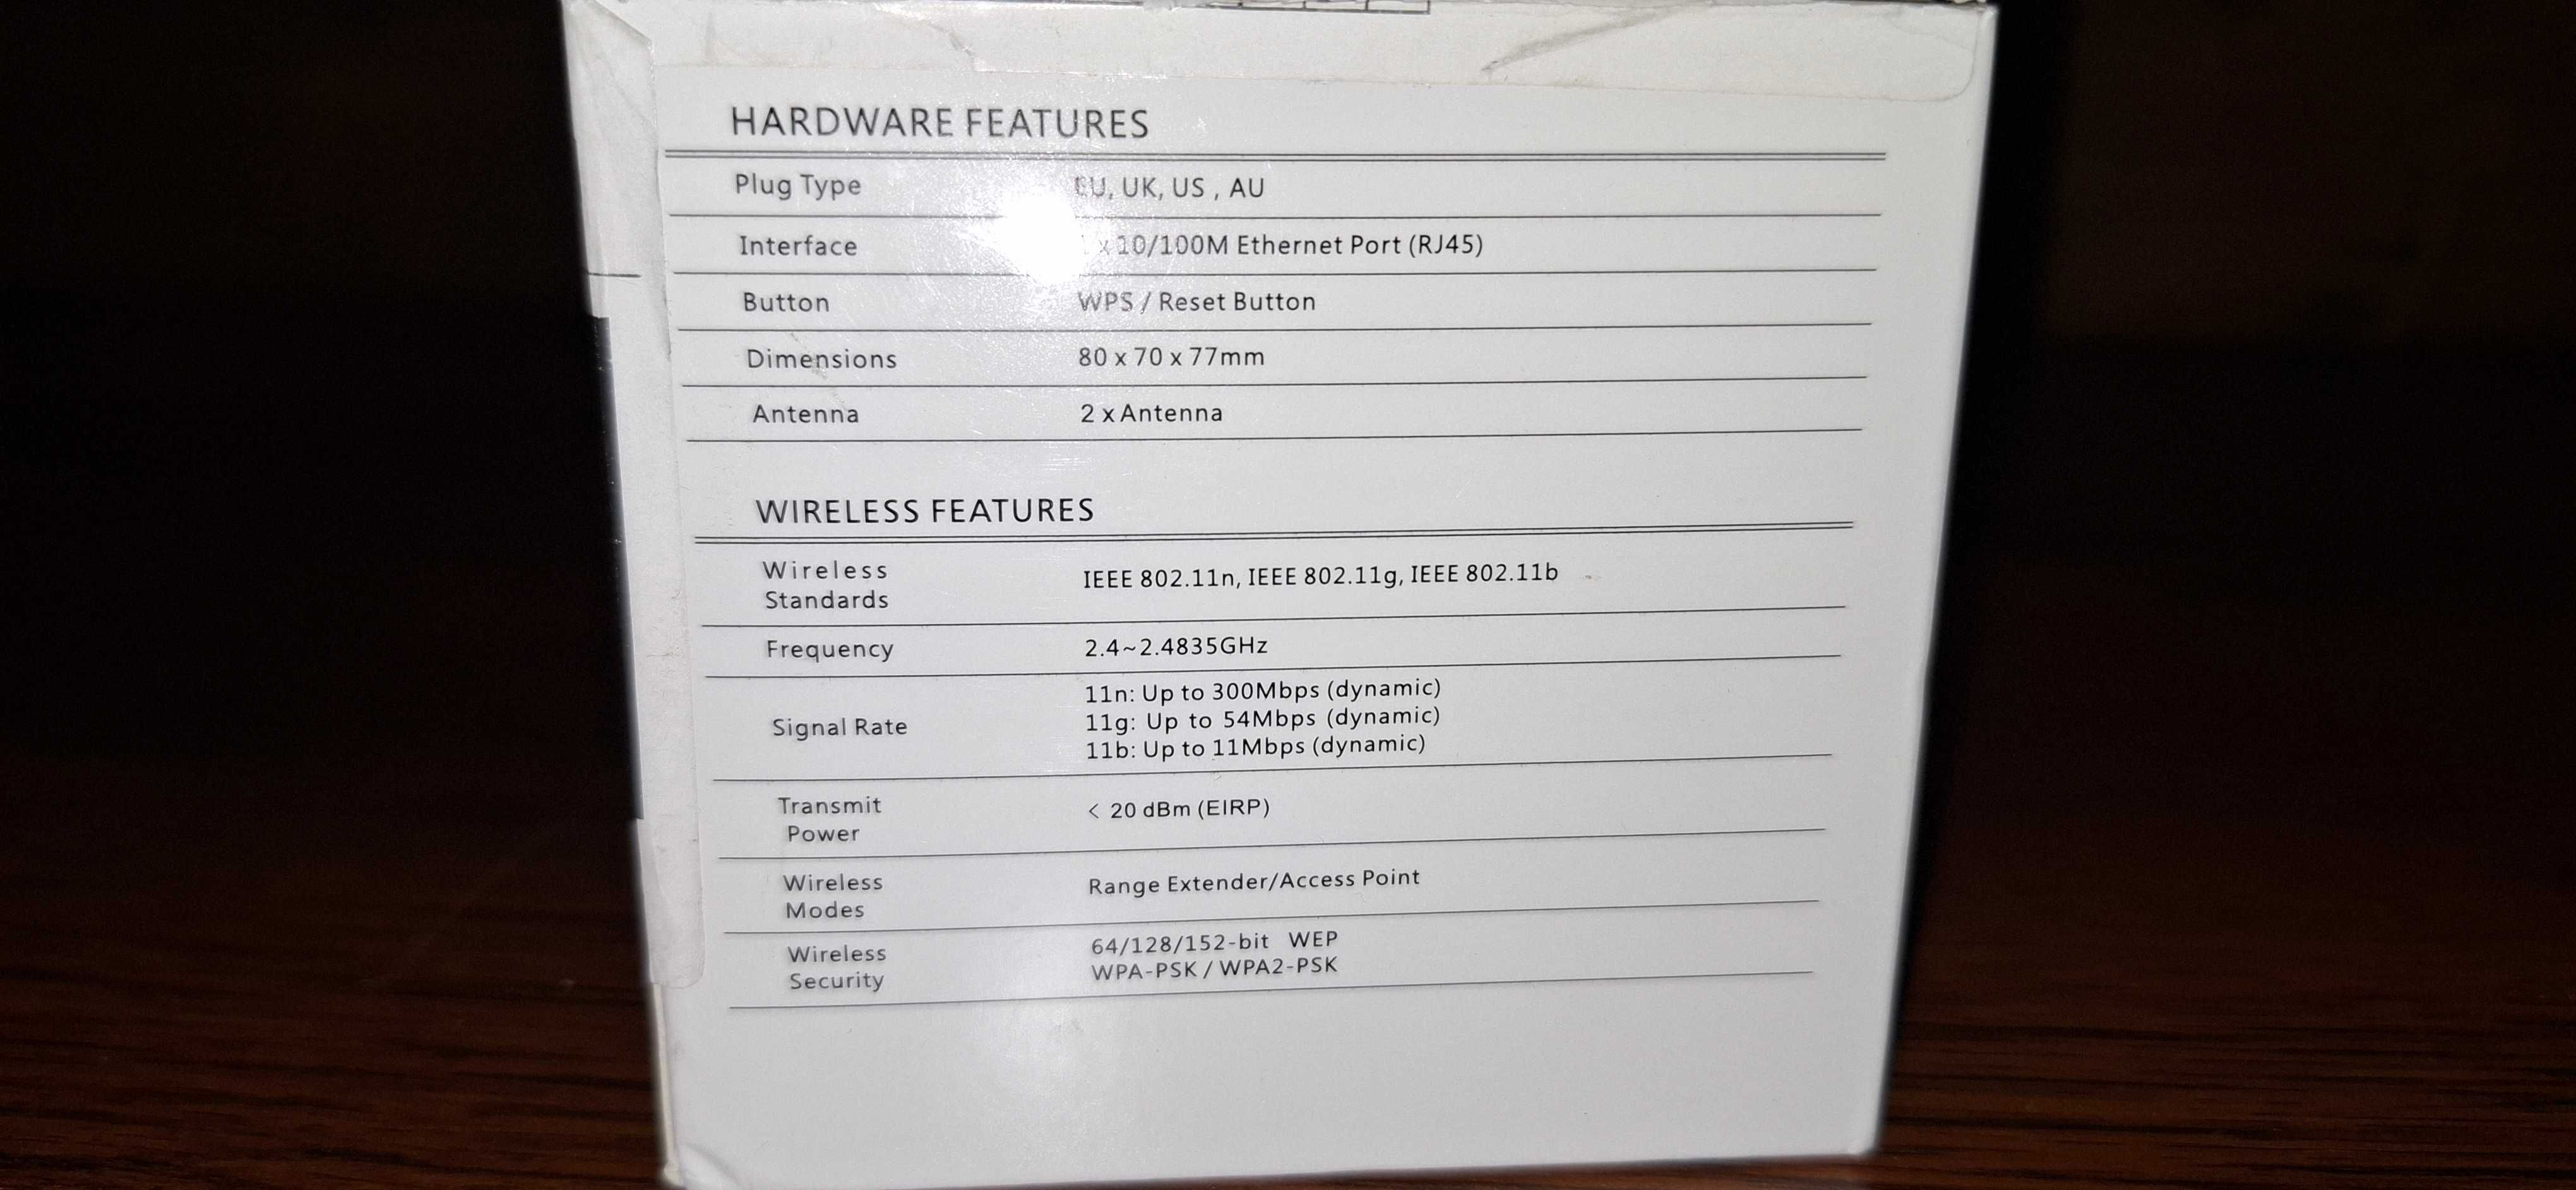 HARDWARE FEATURES
Plug Type EU, UK, US , AU
Interface x 10/100M Ethernet Port (RJ45)
Button WPS / Reset Button
Dimensions 80 x 70 x 77mm
Antenna 2 x Antenna
WIRELESS FEATURES
Wireless
Standards
IEEE 802.11n, IEEE 802.11g, IEEE 802.11b
Frequency 2.4~2.4835GHz
Signal Rate
11n: Up to 300Mbps (dynamic)
11g: Up to 54Mbps (dynamic)
11b: Up to 11Mbps (dynamic)
Transmit
Power
< 20 dBm (EIRP)
Wireless
Modes
Range Extender/Access Point
Wireless
Security
64/128/152-bit WEP
WPA-PSK / WPA2-PSK